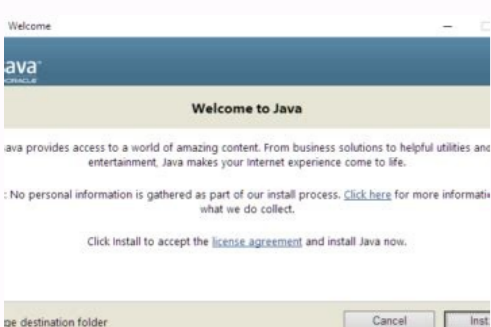 Welcome
ava
ORACLE
Welcome to Java
ava provides access to a world of amazing content. From business solutions to helpful utilities and
entertainment, Java makes your Internet experience come to life.
: No personal information is gathered as part of our install process. Click here for more informati
what we do collect.
Click Install to accept the license agreement and install Java now.
ge destination folder
Cancel
Inst